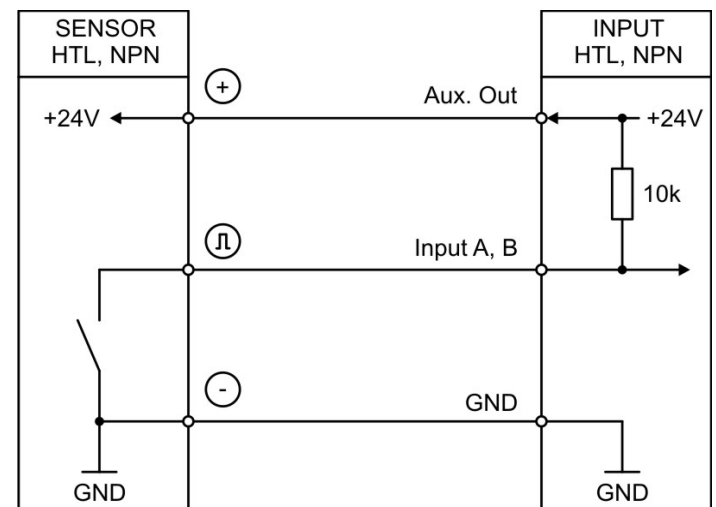 SENSOR
HTL, NPN
INPUT
HTL, NPN
+
Aux. Out
+24V
+24V
10k
Input A, B
-
GND
GND
GND